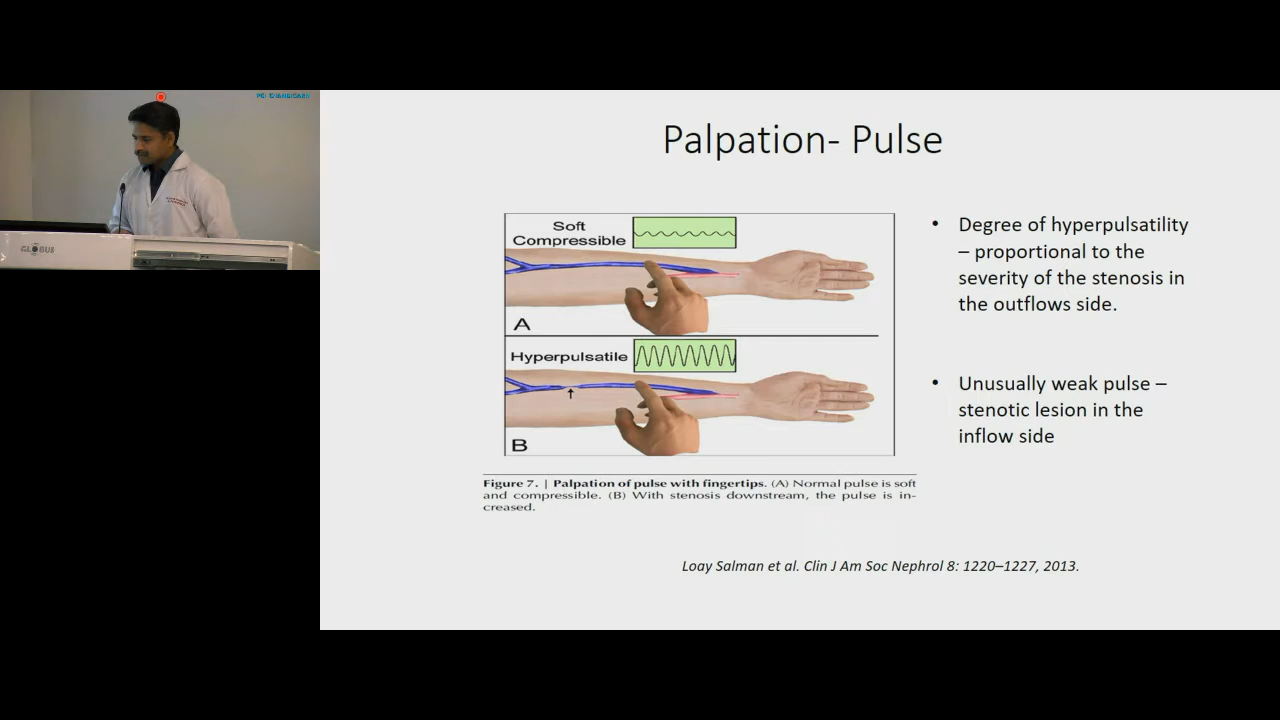 PGI CHANDIGARH
GLOBUS
Palpation- Pulse
Soft
Compressible
A
Hyperpulsatile
B
Figure 7. | Palpation of pulse with fingertips. (A) Normal pulse is soft
and compressible. (B) With stenosis downstream, the pulse is in-
creased.
• Degree of hyperpulsatility
– proportional to the
severity of the stenosis in
the outflows side.
• Unusually weak pulse –
stenotic lesion in the
inflow side
Loay Salman et al. Clin J Am Soc Nephrol 8: 1220–1227, 2013.